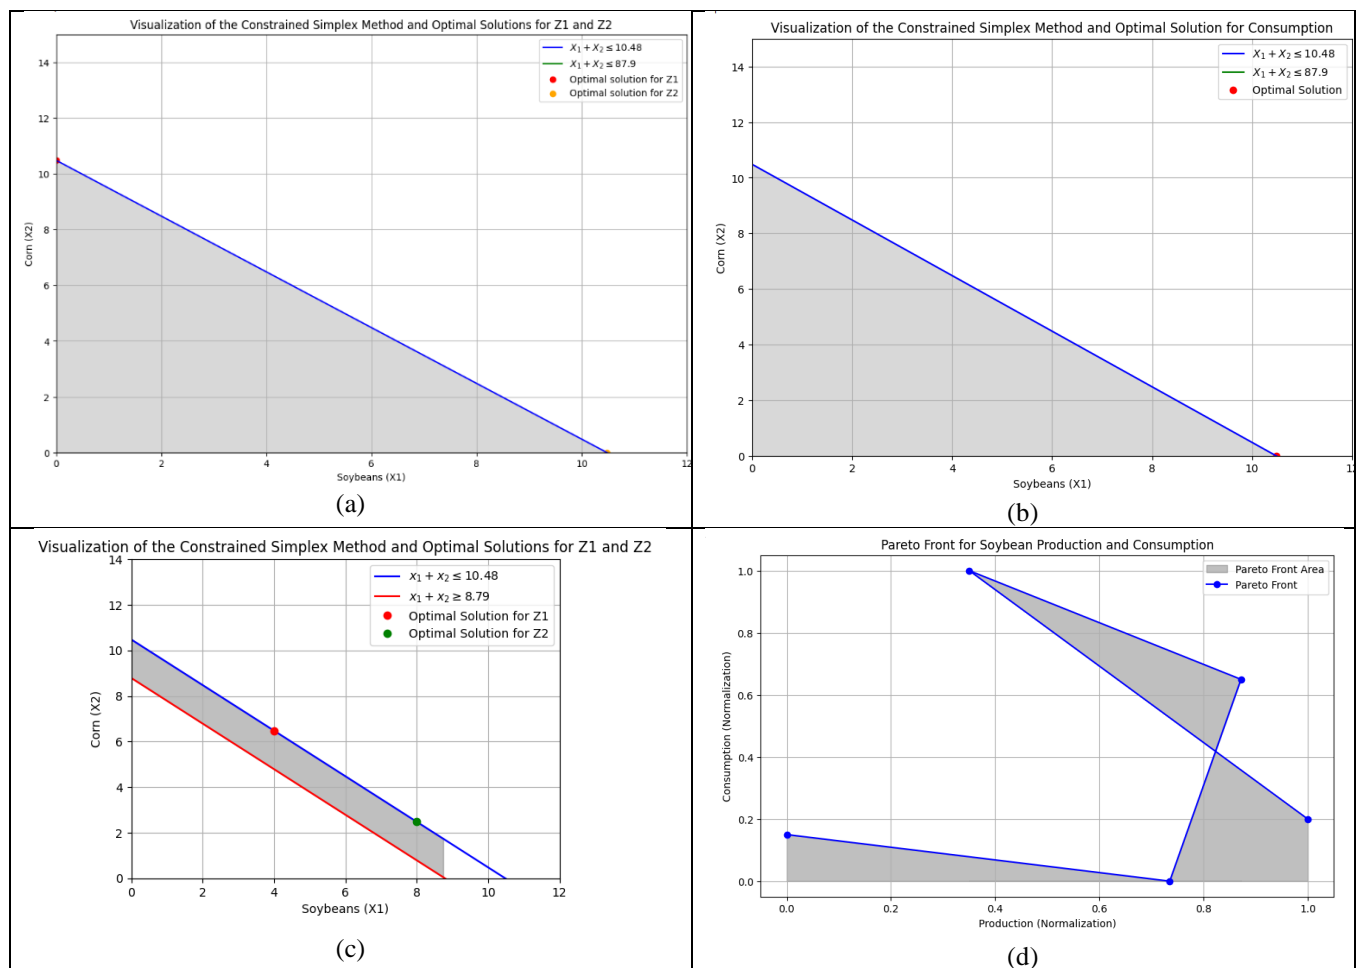 Visualization of the Constrained Simplex Method and Optimal Solutions for Z1 and Z2
X₁ + X₂ ≤ 10.48
X₁ + X₂ ≤ 87.9
Optimal solution for Z1
Optimal solution for Z2
14
12
10
8
6
4
2
0
Corn (X2)
0 2 4 6 8 10 12
Soybeans (X1)
(a)
Visualization of the Constrained Simplex Method and Optimal Solution for Consumption
X₁ + X₂ ≤ 10.48
X₁ + X₂ ≤ 87.9
Optimal Solution
14
12
10
8
6
4
2
0
Corn (X2)
0 2 4 6 8 10
Soybeans (X1)
(b)
Visualization of the Constrained Simplex Method and Optimal Solutions for Z1 and Z2
x₁ + x₂ ≤ 10.48
x₁ + x₂ ≥ 8.79
Optimal Solution for Z1
Optimal Solution for Z2
14
12
10
8
6
4
2
0
Corn (X2)
0 2 4 6 8 10 12
Soybeans (X1)
(c)
Pareto Front for Soybean Production and Consumption
Pareto Front Area
Pareto Front
1.0
0.8
0.6
0.4
0.2
0.0
Consumption (Normalization)
0.0 0.2 0.4 0.6 0.8 1.0
Production (Normalization)
(d)